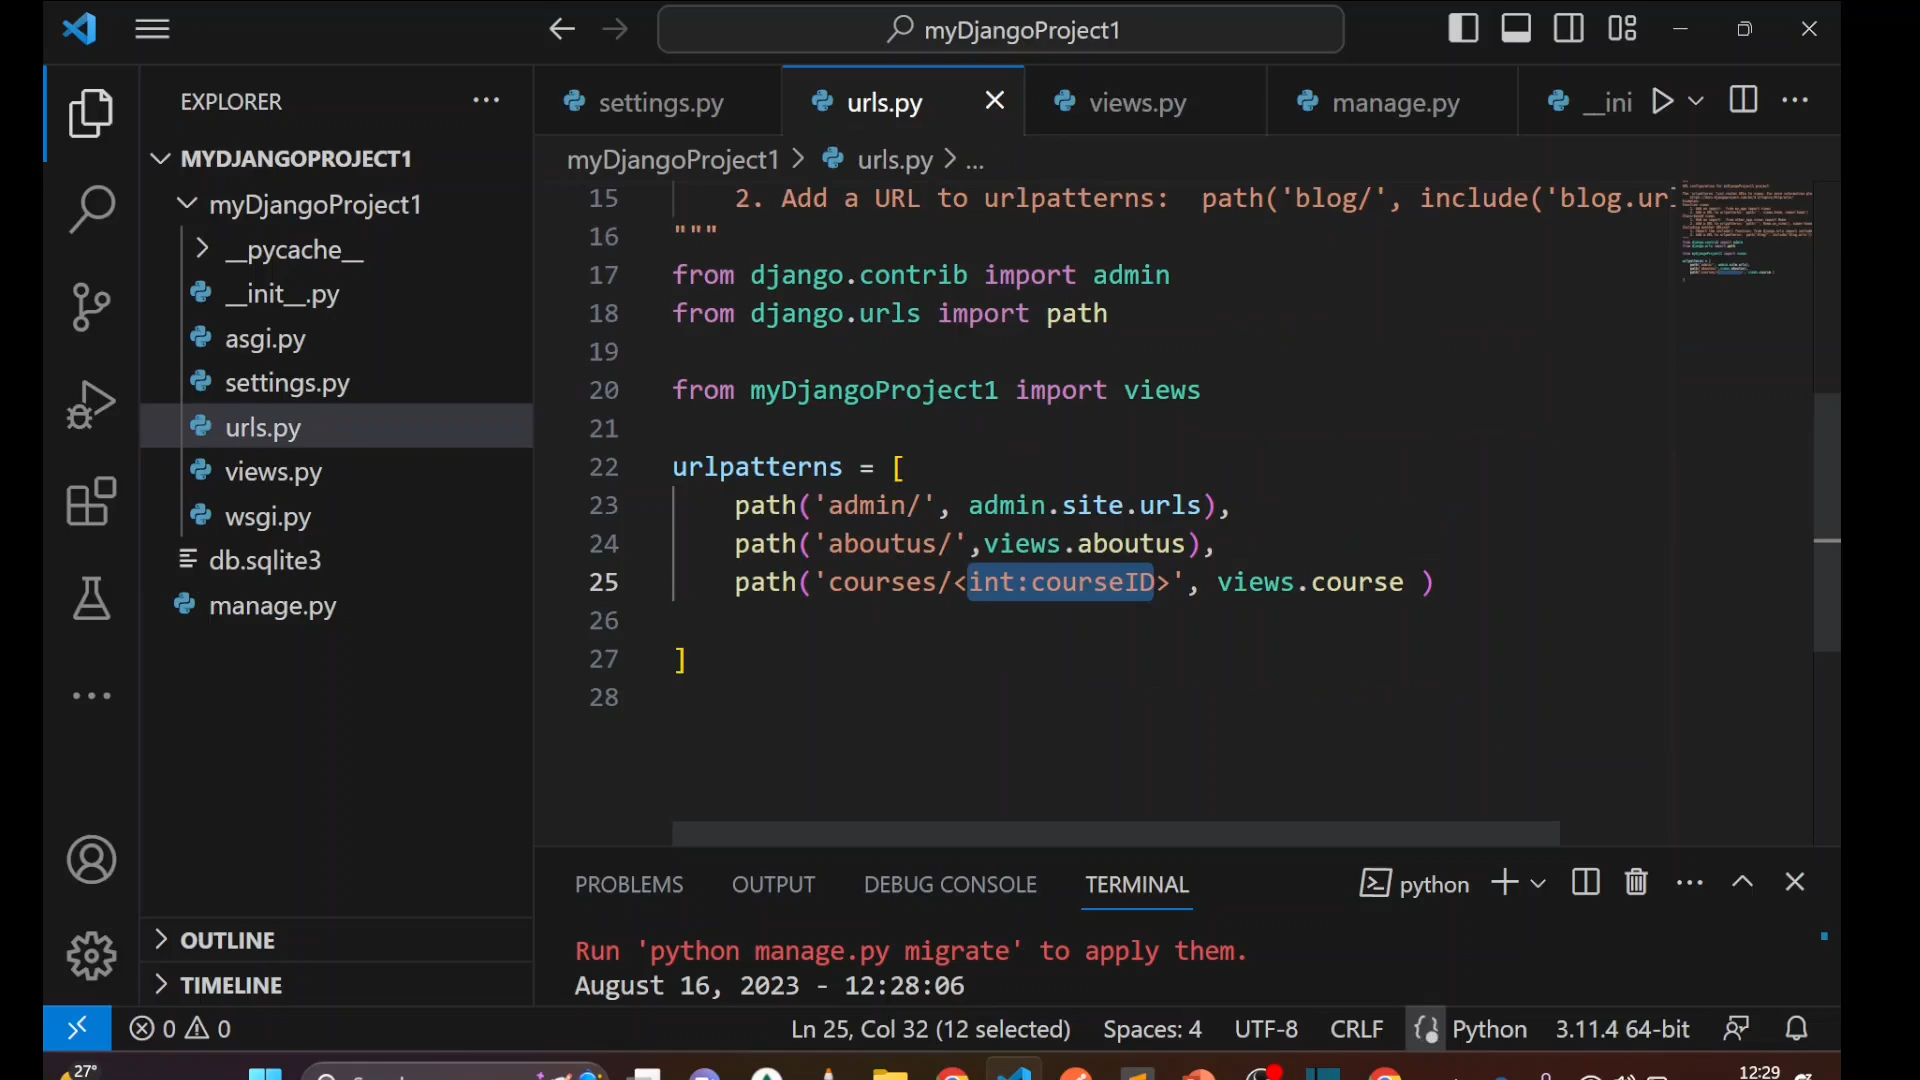 myDjangoProject1
EXPLORER
MYDJANGOPROJECT1
myDjangoProject1
__pycache__
__init__.py
asgi.py
settings.py
urls.py
views.py
wsgi.py
db.sqlite3
manage.py
OUTLINE
TIMELINE
settings.py
urls.py
views.py
manage.py
__ini
myDjangoProject1 > urls.py > ...
15 2. Add a URL to urlpatterns:  path('blog/', include('blog.url
16 """
17 from django.contrib import admin
18 from django.urls import path
19
20 from myDjangoProject1 import views
21
22 urlpatterns = [
23 path('admin/', admin.site.urls),
24 path('aboutus/',views.aboutus),
25 path('courses/<int:courseID>', views.course )
26
27 ]
28
PROBLEMS OUTPUT DEBUG CONSOLE TERMINAL
python
Run 'python manage.py migrate' to apply them.
August 16, 2023 - 12:28:06
0 0
Ln 25, Col 32 (12 selected) Spaces: 4 UTF-8 CRLF Python 3.11.4 64-bit
27°
12:29